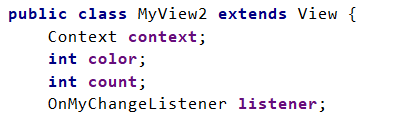 public class MyView2 extends View {
    Context context;
    int color;
    int count;
    OnMyChangeListener listener;